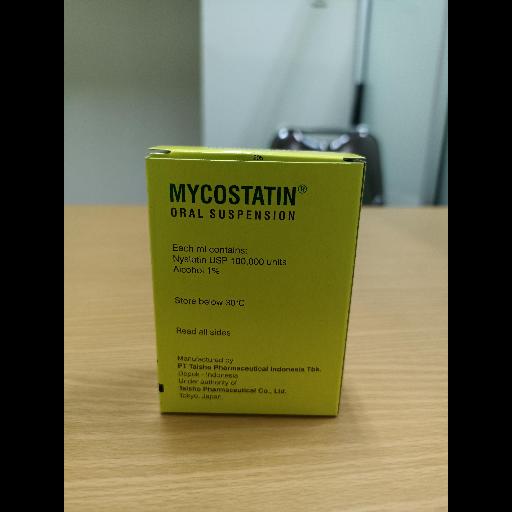 MYCOSTATIN®
ORAL SUSPENSION
Each ml contains:
Nystatin USP 100,000 units
Alcohol 1%
Store below 30°C
Read all sides
Manufactured by
PT Taisho Pharmaceutical Indonesia Tbk.
Depok - Indonesia
Under authority of
Taisho Pharmaceutical Co., Ltd.
Tokyo, Japan